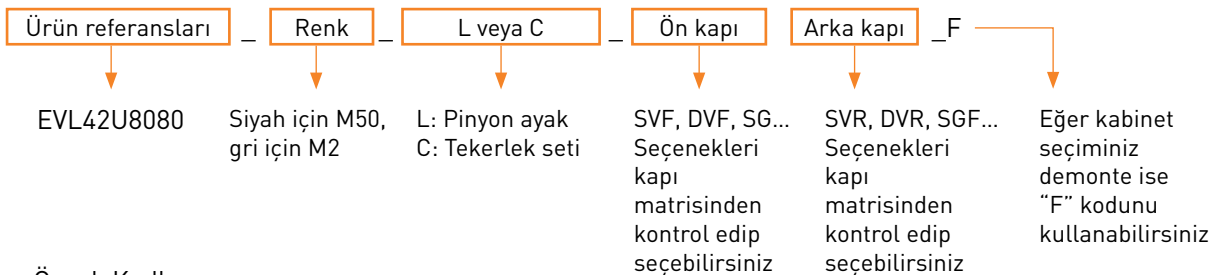 Ürün referansları _ Renk _ L veya C _ Ön kapı Arka kapı _F
EVL42U8080
Siyah için M50,
gri için M2
L: Pinyon ayak
C: Tekerlek seti
SVF, DVF, SG...
Seçenekleri
kapı
matrisinden
kontrol edip
seçebilirsiniz
SVR, DVR, SGF...
Seçenekleri
kapı
matrisinden
kontrol edip
seçebilirsiniz
Eğer kabinet
seçiminiz
demonte ise
“F” kodunu
kullanabilirsiniz